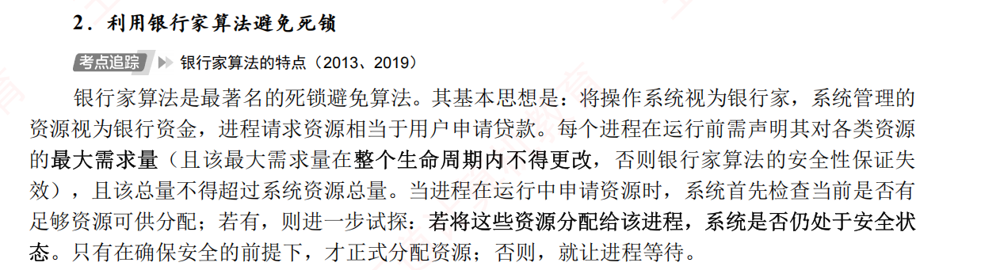 2．利用银行家算法避免死锁
考点追踪 银行家算法的特点（2013、2019）
银行家算法是最著名的死锁避免算法。其基本思想是：将操作系统视为银行家，系统管理的
资源视为银行资金，进程请求资源相当于用户申请贷款。每个进程在运行前需声明其对各类资源
的最大需求量（且该最大需求量在整个生命周期内不得更改，否则银行家算法的安全性保证失
效），且该总量不得超过系统资源总量。当进程在运行中申请资源时，系统首先检查当前是否有
足够资源可供分配；若有，则进一步试探：若将这些资源分配给该进程，系统是否仍处于安全状
态。只有在确保安全的前提下，才正式分配资源；否则，就让进程等待。